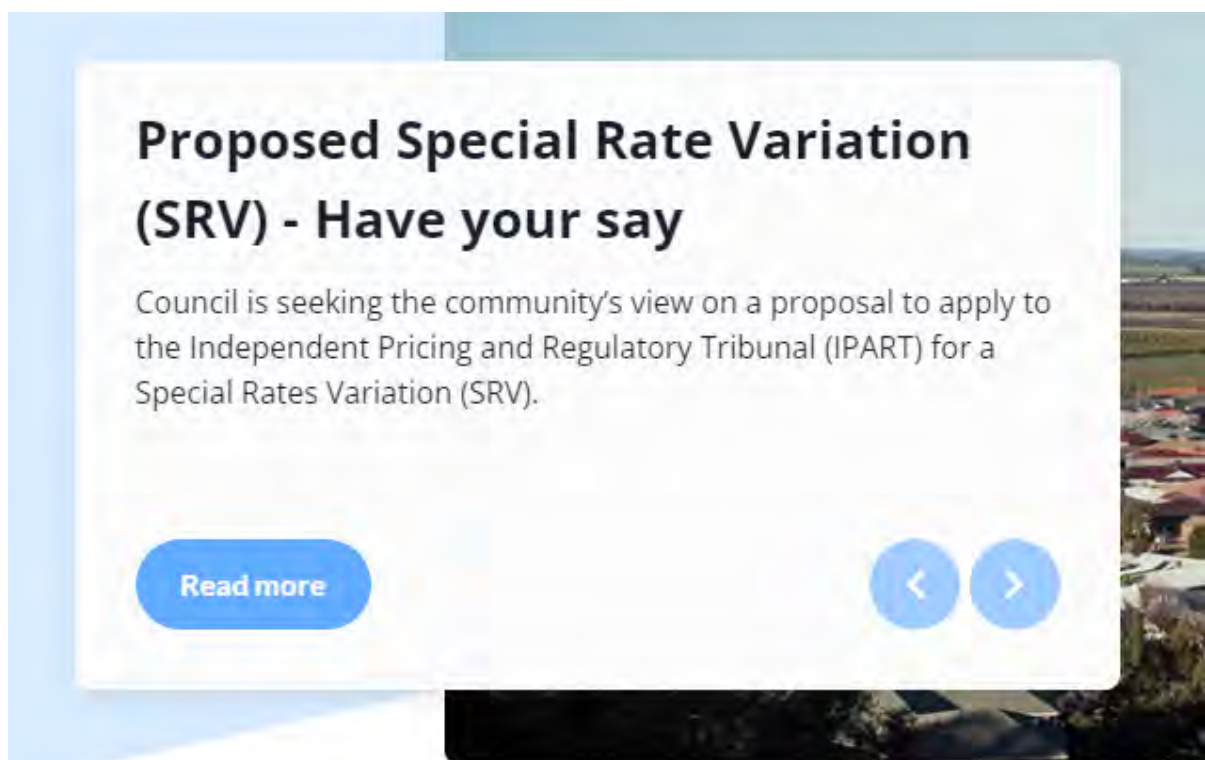 Proposed Special Rate Variation
(SRV) - Have your say
Council is seeking the community’s view on a proposal to apply to
the Independent Pricing and Regulatory Tribunal (IPART) for a
Special Rates Variation (SRV).
Read more